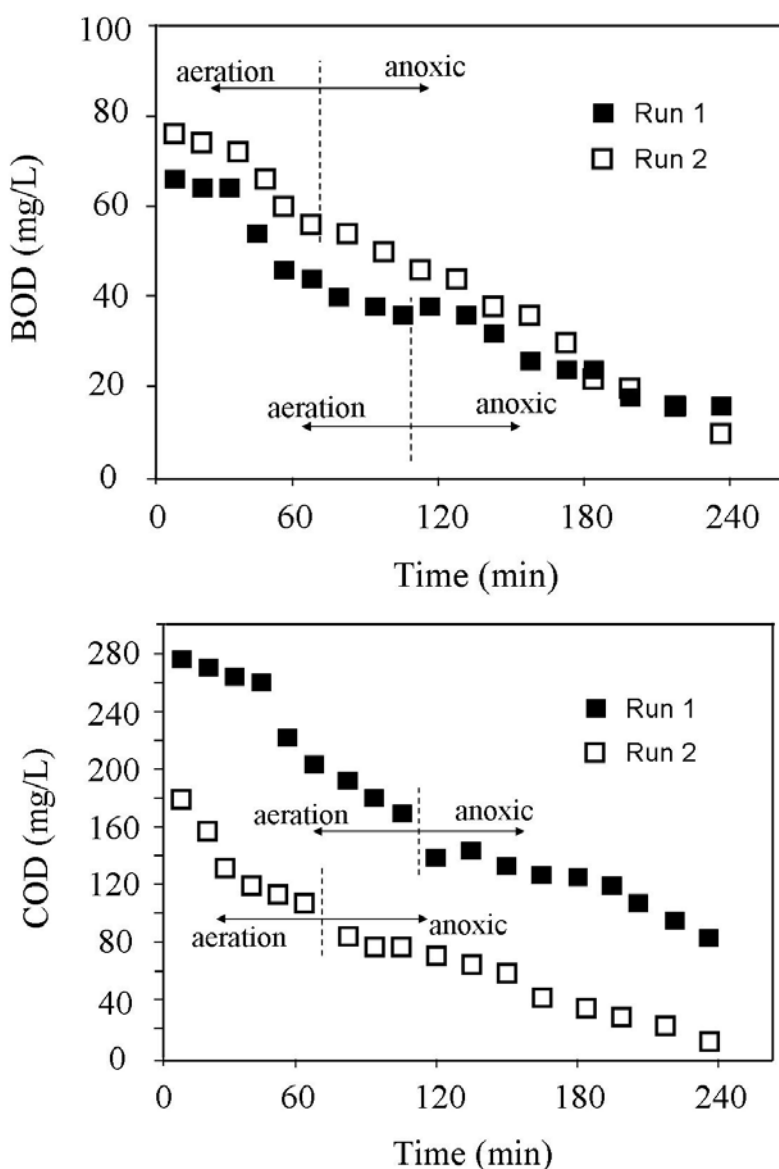 100
80
60
40
20
0
BOD (mg/L)
aeration anoxic
Run 1
Run 2
aeration anoxic
0 60 120 180 240
Time (min)
280
240
200
160
120
80
40
0
COD (mg/L)
Run 1
Run 2
aeration anoxic
aeration anoxic
0 60 120 180 240
Time (min)